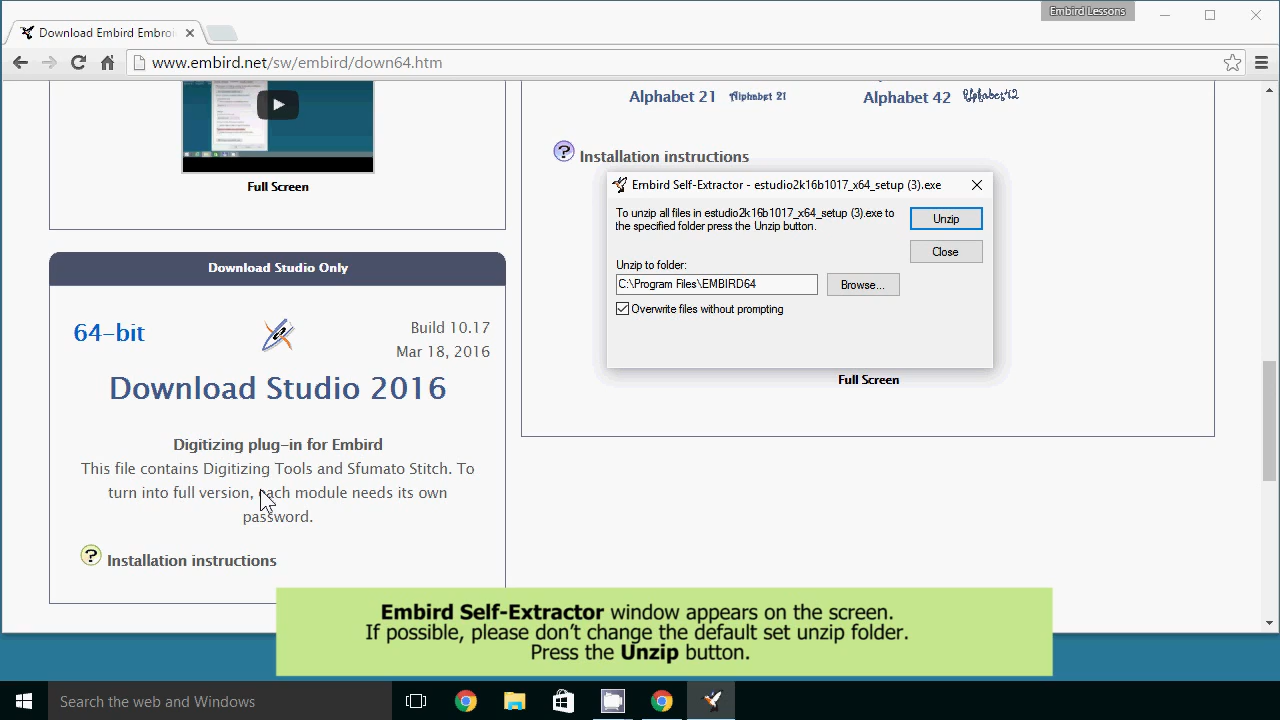 Embird Lessons
Download Embird Embroi
www.embird.net/sw/embird/down64.htm
Full Screen
Download Studio Only
64-bit
Build 10.17
Mar 18, 2016
Download Studio 2016
Digitizing plug-in for Embird
This file contains Digitizing Tools and Sfumato Stitch. To
turn into full version, each module needs its own
password.
Installation instructions
Alphabet 21 Alphabet 21
Alphabet 42 Alphabet 42
Installation instructions
Embird Self-Extractor - estudio2k16b1017_x64_setup (3).exe
To unzip all files in estudio2k16b1017_x64_setup (3).exe to
the specified folder press the Unzip button.
Unzip
Close
Unzip to folder:
C:\Program Files\EMBIRD64
Browse...
Overwrite files without prompting
Full Screen
Embird Self-Extractor window appears on the screen.
If possible, please don't change the default set unzip folder.
Press the Unzip button.
Search the web and Windows